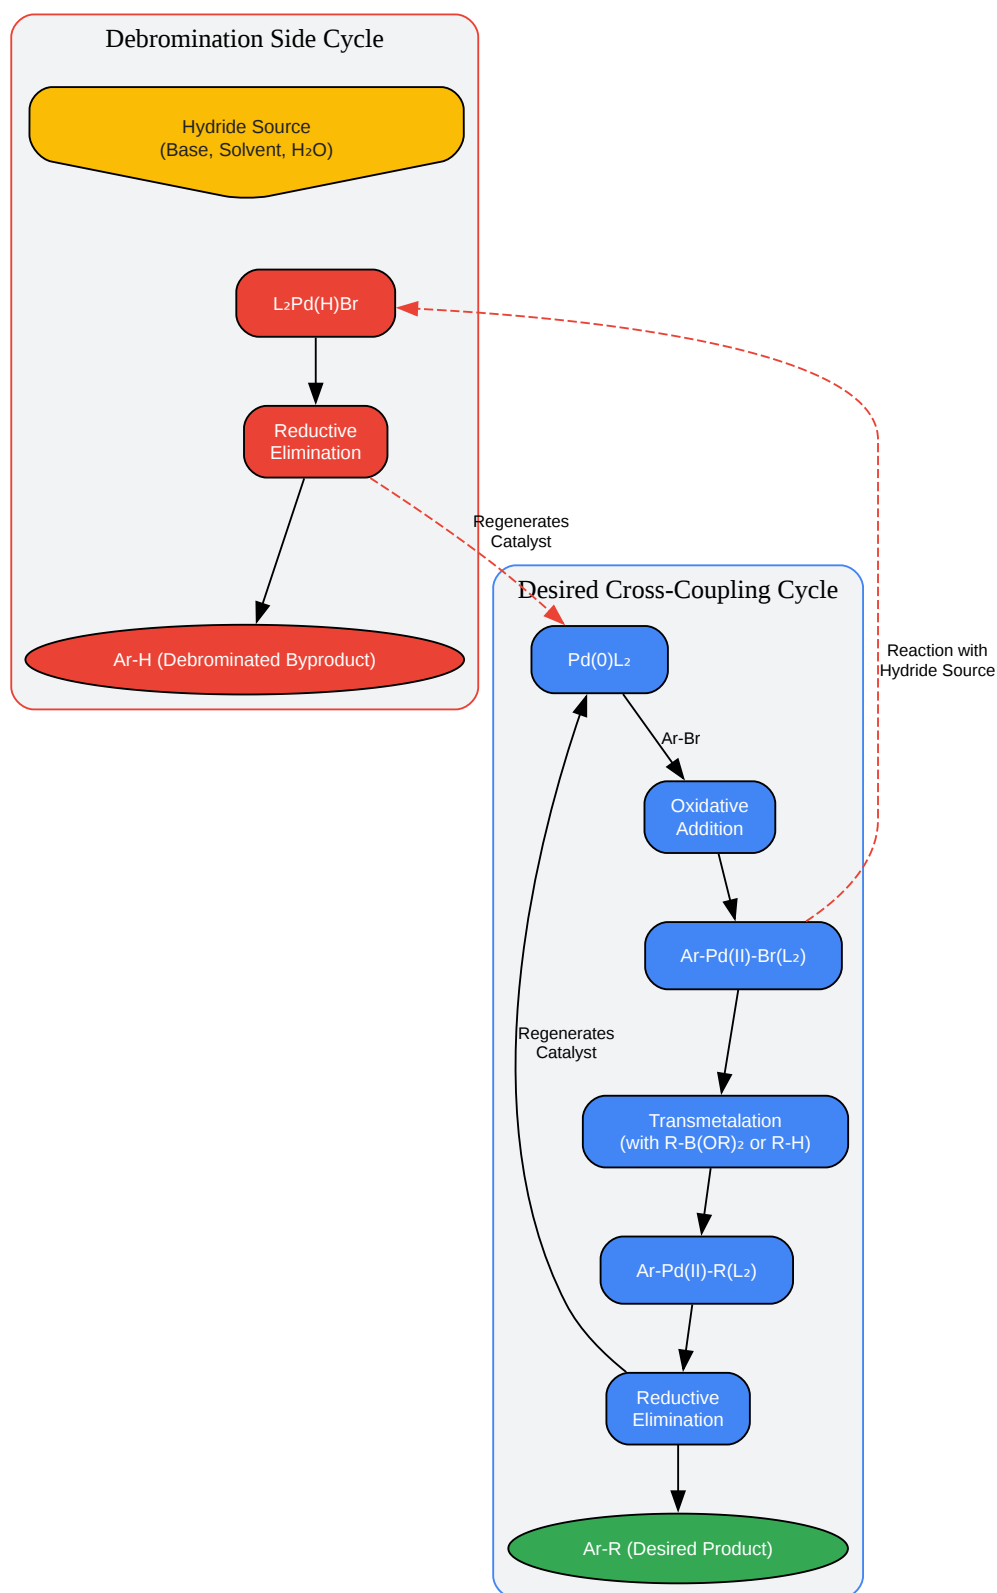 Debromination Side Cycle
Hydride Source
(Base, Solvent, H₂O)
L₂Pd(H)Br
Reductive
Elimination
Regenerates
Catalyst
Ar-H (Debrominated Byproduct)
Desired Cross-Coupling Cycle
Pd(0)L₂
Reaction with
Hydride Source
Ar-Br
Oxidative
Addition
Ar-Pd(II)-Br(L₂)
Regenerates
Catalyst
Transmetalation
(with R-B(OR)₂ or R-H)
Ar-Pd(II)-R(L₂)
Reductive
Elimination
Ar-R (Desired Product)